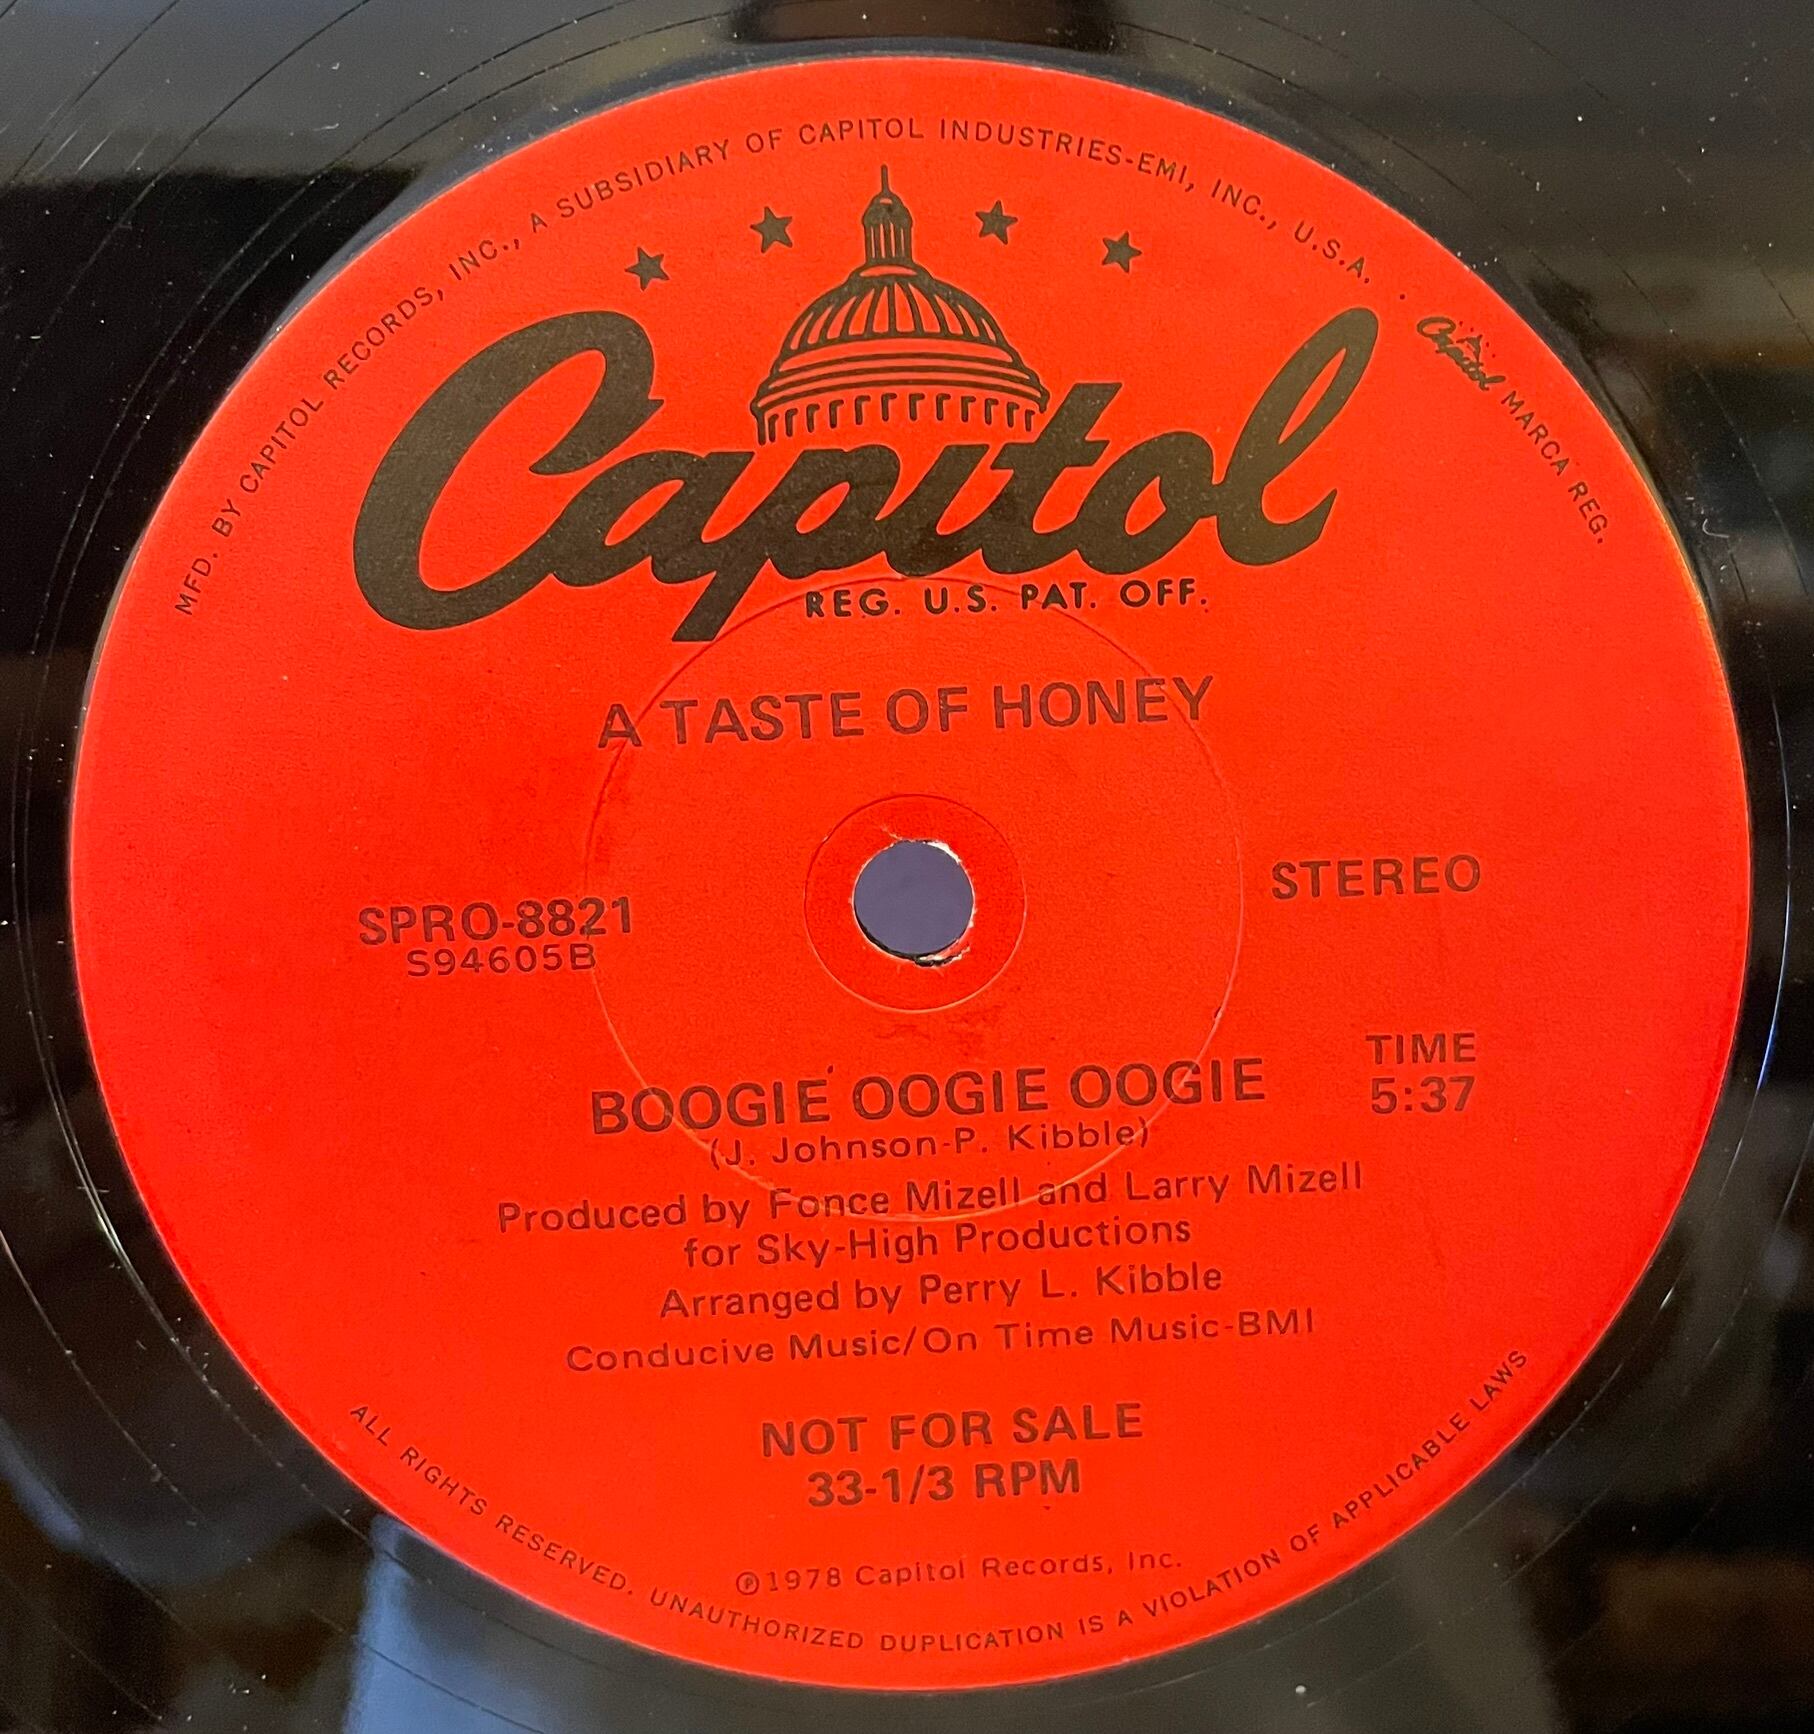 MFD. BY CAPITOL RECORDS, INC., A SUBSIDIARY OF CAPITOL INDUSTRIES-EMI, INC., U.S.A. . Capitol MARCA REG.
Capitol
REG. U.S. PAT. OFF.
A TASTE OF HONEY
STEREO
SPRO-8821
S94605B
TIME
5:37
BOOGIE OOGIE OOGIE
(J. Johnson-P. Kibble)
Produced by Fonce Mizell and Larry Mizell
for Sky-High Productions
Arranged by Perry L. Kibble
Conducive Music/On Time Music-BMI
NOT FOR SALE
33-1/3 RPM
℗1978 Capitol Records, Inc.
ALL RIGHTS RESERVED. UNAUTHORIZED DUPLICATION IS A VIOLATION OF APPLICABLE LAWS